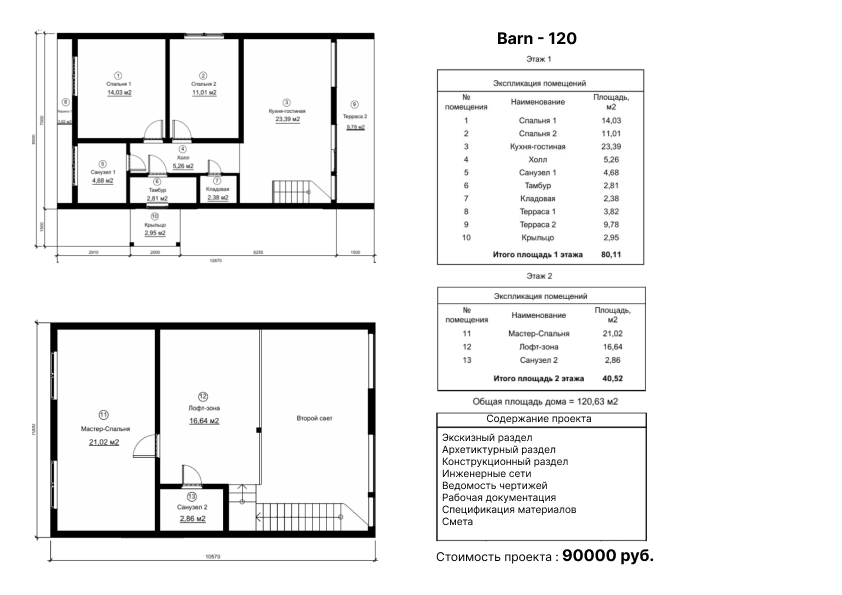 Barn - 120
Этаж 1
Экспликация помещений
№ помещения Наименование Площадь, м2
1 Спальня 1 14,03
2 Спальня 2 11,01
3 Кухня-гостиная 23,39
4 Холл 5,26
5 Санузел 1 4,68
6 Тамбур 2,81
7 Кладовая 2,38
8 Терраса 1 3,82
9 Терраса 2 9,78
10 Крыльцо 2,95
Итого площадь 1 этажа 80,11
Этаж 2
Экспликация помещений
№ помещения Наименование Площадь, м2
11 Мастер-Спальня 21,02
12 Лофт-зона 16,64
13 Санузел 2 2,86
Итого площадь 2 этажа 40,52
Общая площадь дома = 120,63 м2
Содержание проекта
Экскизный раздел
Архетиктурный раздел
Конструкционный раздел
Инженерные сети
Ведомость чертижей
Рабочая документация
Спецификация материалов
Смета
Стоимость проекта : 90000 руб.
1
Спальня 1
14,03 м2
2
Спальня 2
11,01 м2
3
Кухня-гостиная
23,39 м2
4
Холл
5,26 м2
5
Санузел 1
4,68 м2
6
Тамбур
2,81 м2
7
Кладовая
2,38 м2
8
9
Терраса 2
9,78 м2
10
Крыльцо
2,95 м2
2910
2000
6255
1500
12670
11
Мастер-Спальня
21,02 м2
12
Лофт-зона
16,64 м2
Второй свет
13
Санузел 2
2,86 м2
7000
10570